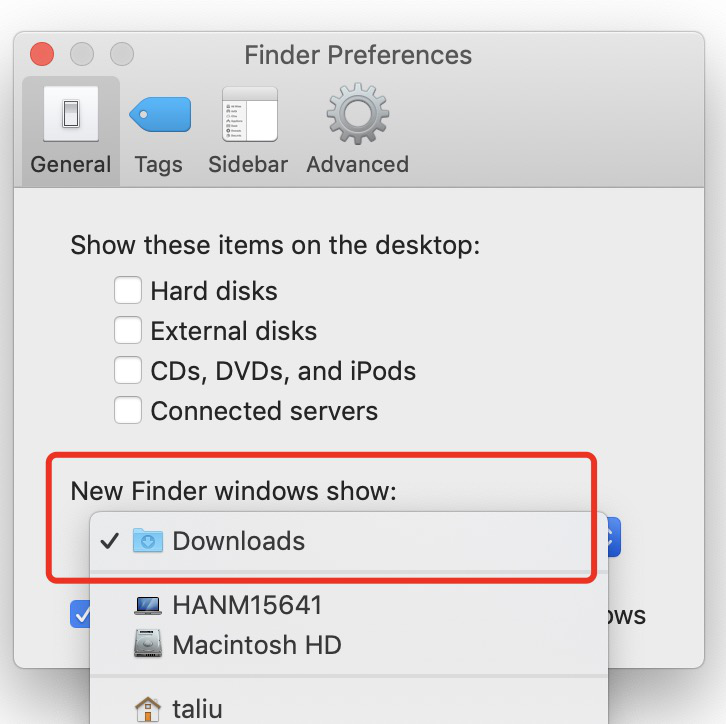 Finder Preferences
General Tags Sidebar Advanced
Show these items on the desktop:
Hard disks
External disks
CDs, DVDs, and iPods
Connected servers
New Finder windows show:
Downloads
HANM15641
Macintosh HD
taliu